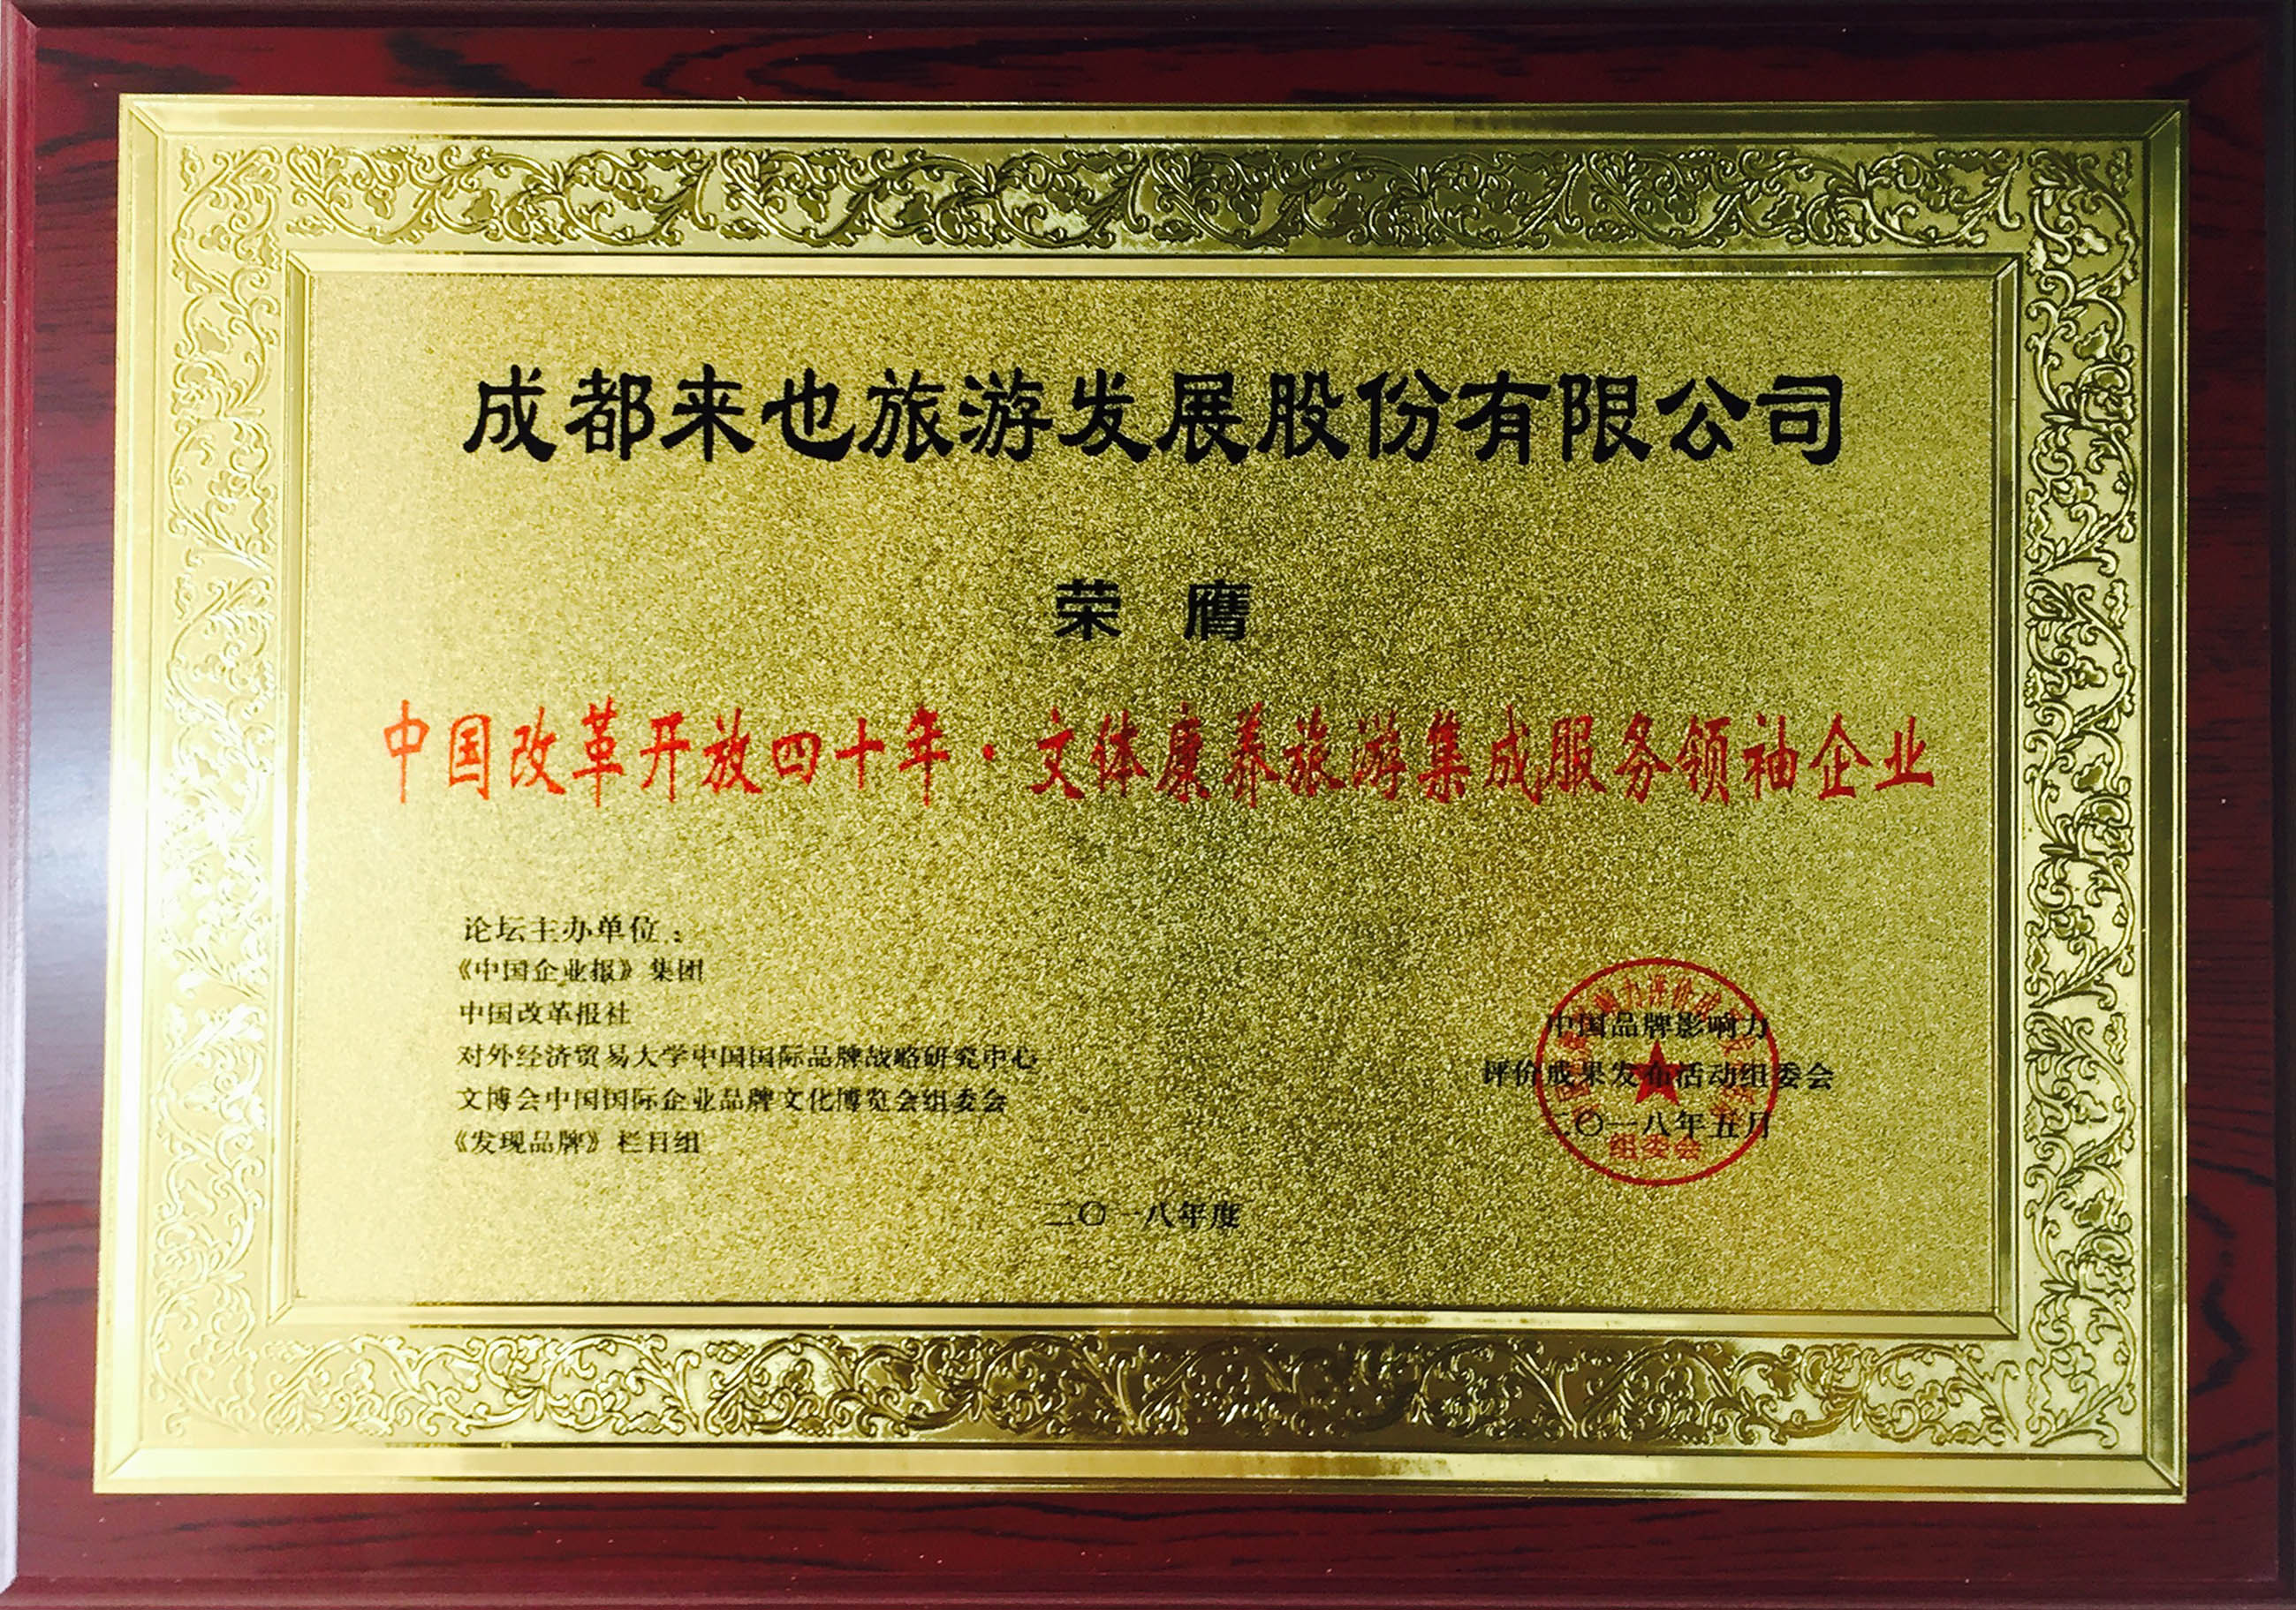 成都来也旅游发展股份有限公司
荣膺
中国改革开放四十年·文体康养旅游集成服务领袖企业
论坛主办单位：
《中国企业报》集团
中国改革报社
对外经济贸易大学中国国际品牌战略研究中心
文博会中国国际企业品牌文化博览会组委会
《发现品牌》栏目组
中国品牌影响力
评价成果发布活动组委会
二〇一八年五月
组委会
二〇一八年度